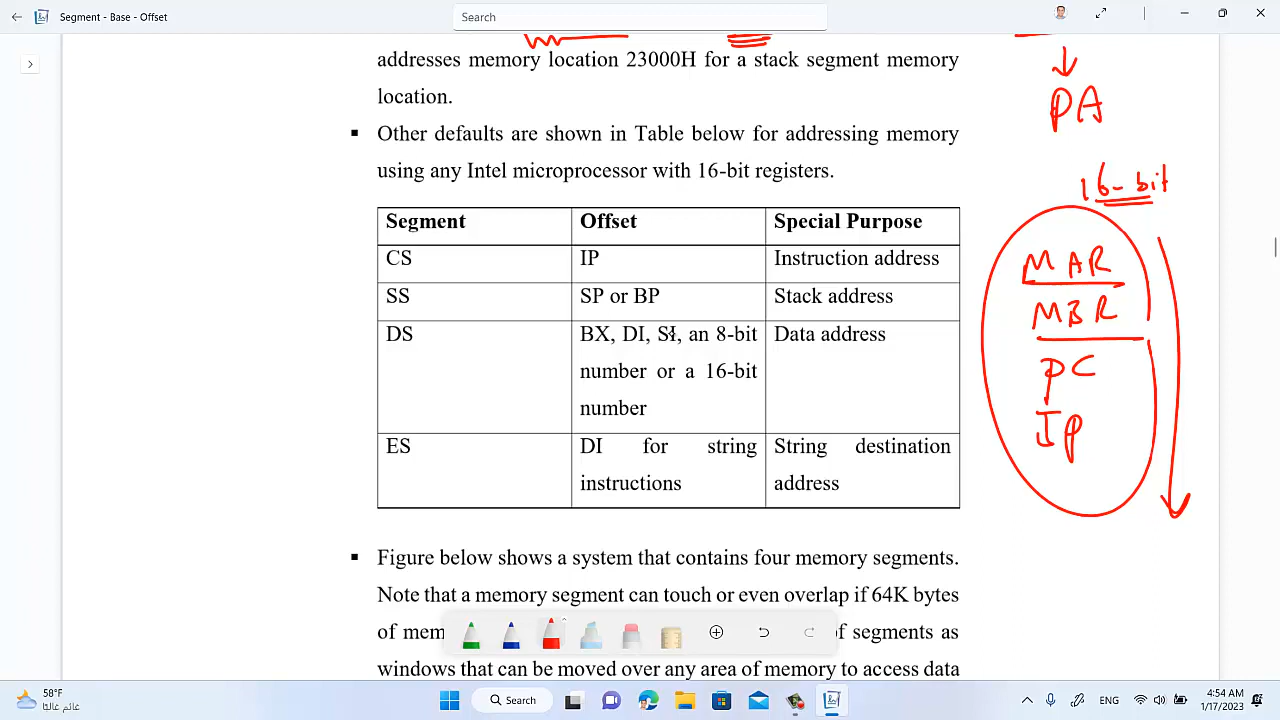 Segment - Base - Offset
Search
addresses memory location 23000H for a stack segment memory
location.
PA
▪ Other defaults are shown in Table below for addressing memory
using any Intel microprocessor with 16-bit registers.
16-bit
Segment Offset Special Purpose
CS IP Instruction address
SS SP or BP Stack address
DS BX, DI, SI, an 8-bit Data address
number or a 16-bit
number
ES DI for string String destination
instructions address
MAR
MBR
PC
IP
▪ Figure below shows a system that contains four memory segments.
Note that a memory segment can touch or even overlap if 64K bytes
of mem f segments as
windows that can be moved over any area of memory to access data
58°F
غائم غالبًا
Search
ENG
4:54 AM
1/17/2023